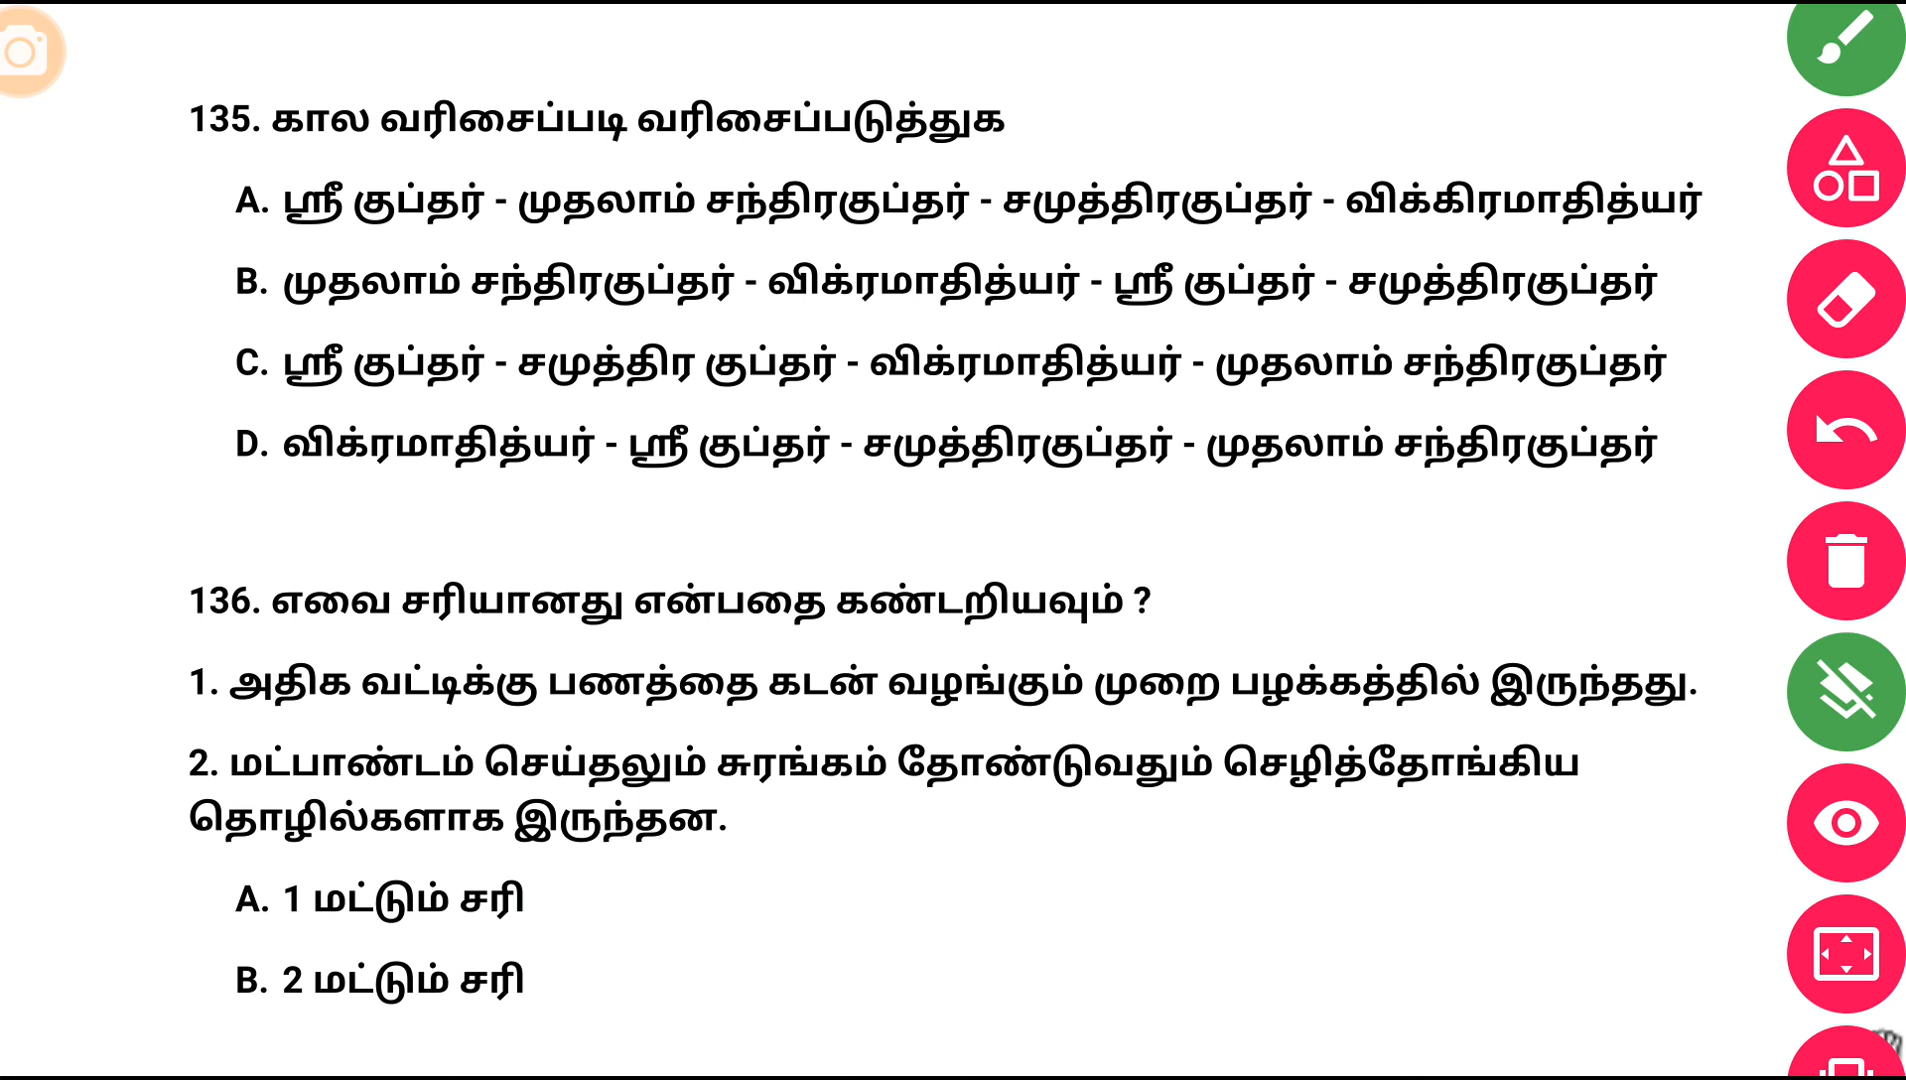 135. கால வரிசைப்படி வரிசைப்படுத்துக
A. ஸ்ரீ குப்தர் - முதலாம் சந்திரகுப்தர் - சமுத்திரகுப்தர் - விக்கிரமாதித்யர்
B. முதலாம் சந்திரகுப்தர் - விக்ரமாதித்யர் - ஸ்ரீ குப்தர் - சமுத்திரகுப்தர்
C. ஸ்ரீ குப்தர் - சமுத்திர குப்தர் - விக்ரமாதித்யர் - முதலாம் சந்திரகுப்தர்
D. விக்ரமாதித்யர் - ஸ்ரீ குப்தர் - சமுத்திரகுப்தர் - முதலாம் சந்திரகுப்தர்
136. எவை சரியானது என்பதை கண்டறியவும் ?
1. அதிக வட்டிக்கு பணத்தை கடன் வழங்கும் முறை பழக்கத்தில் இருந்தது.
2. மட்பாண்டம் செய்தலும் சுரங்கம் தோண்டுவதும் செழித்தோங்கிய
தொழில்களாக இருந்தன.
A. 1 மட்டும் சரி
B. 2 மட்டும் சரி